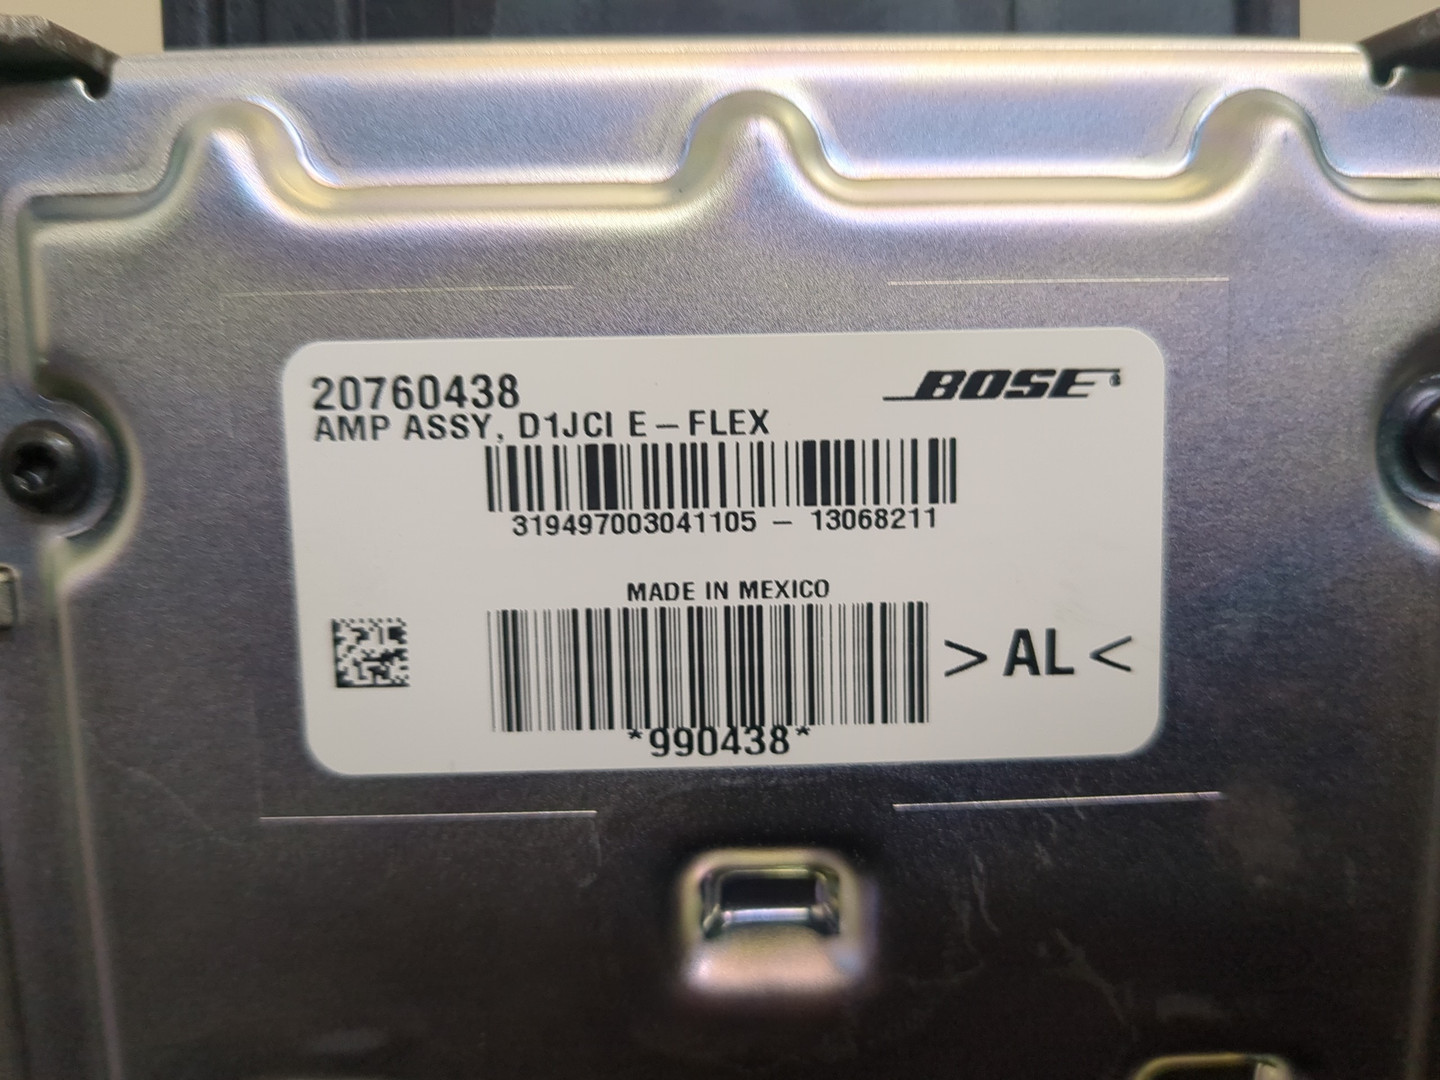 20760438
BOSE®
AMP ASSY, D1JCI E-FLEX
319497003041105 - 13068211
MADE IN MEXICO
> AL <
*990438*